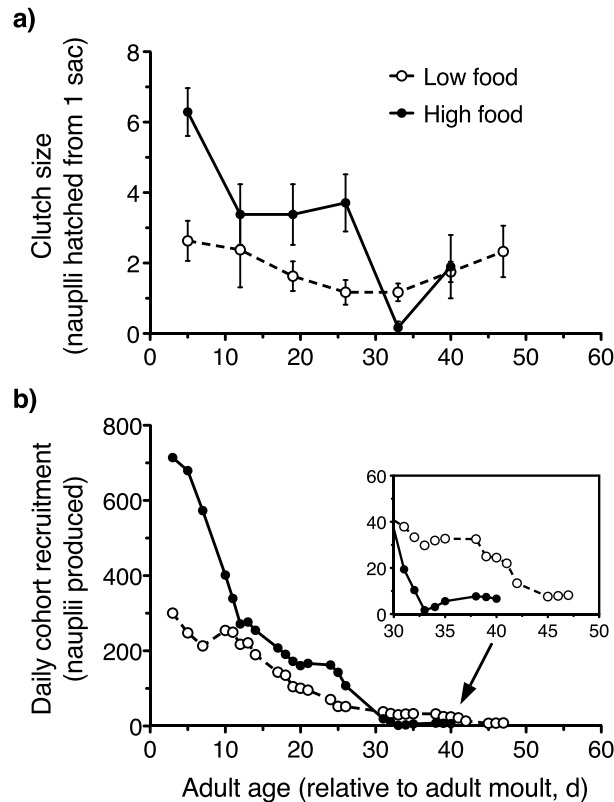 a)
Clutch size
(nauplli hatched from 1 sac)
8
6
4
2
0
Low food
High food
0 10 20 30 40 50 60
b)
Daily cohort recruitment
(nauplii produced)
800
600
400
200
0
60
40
20
0
30 35 40 45 50
0 10 20 30 40 50 60
Adult age (relative to adult moult, d)